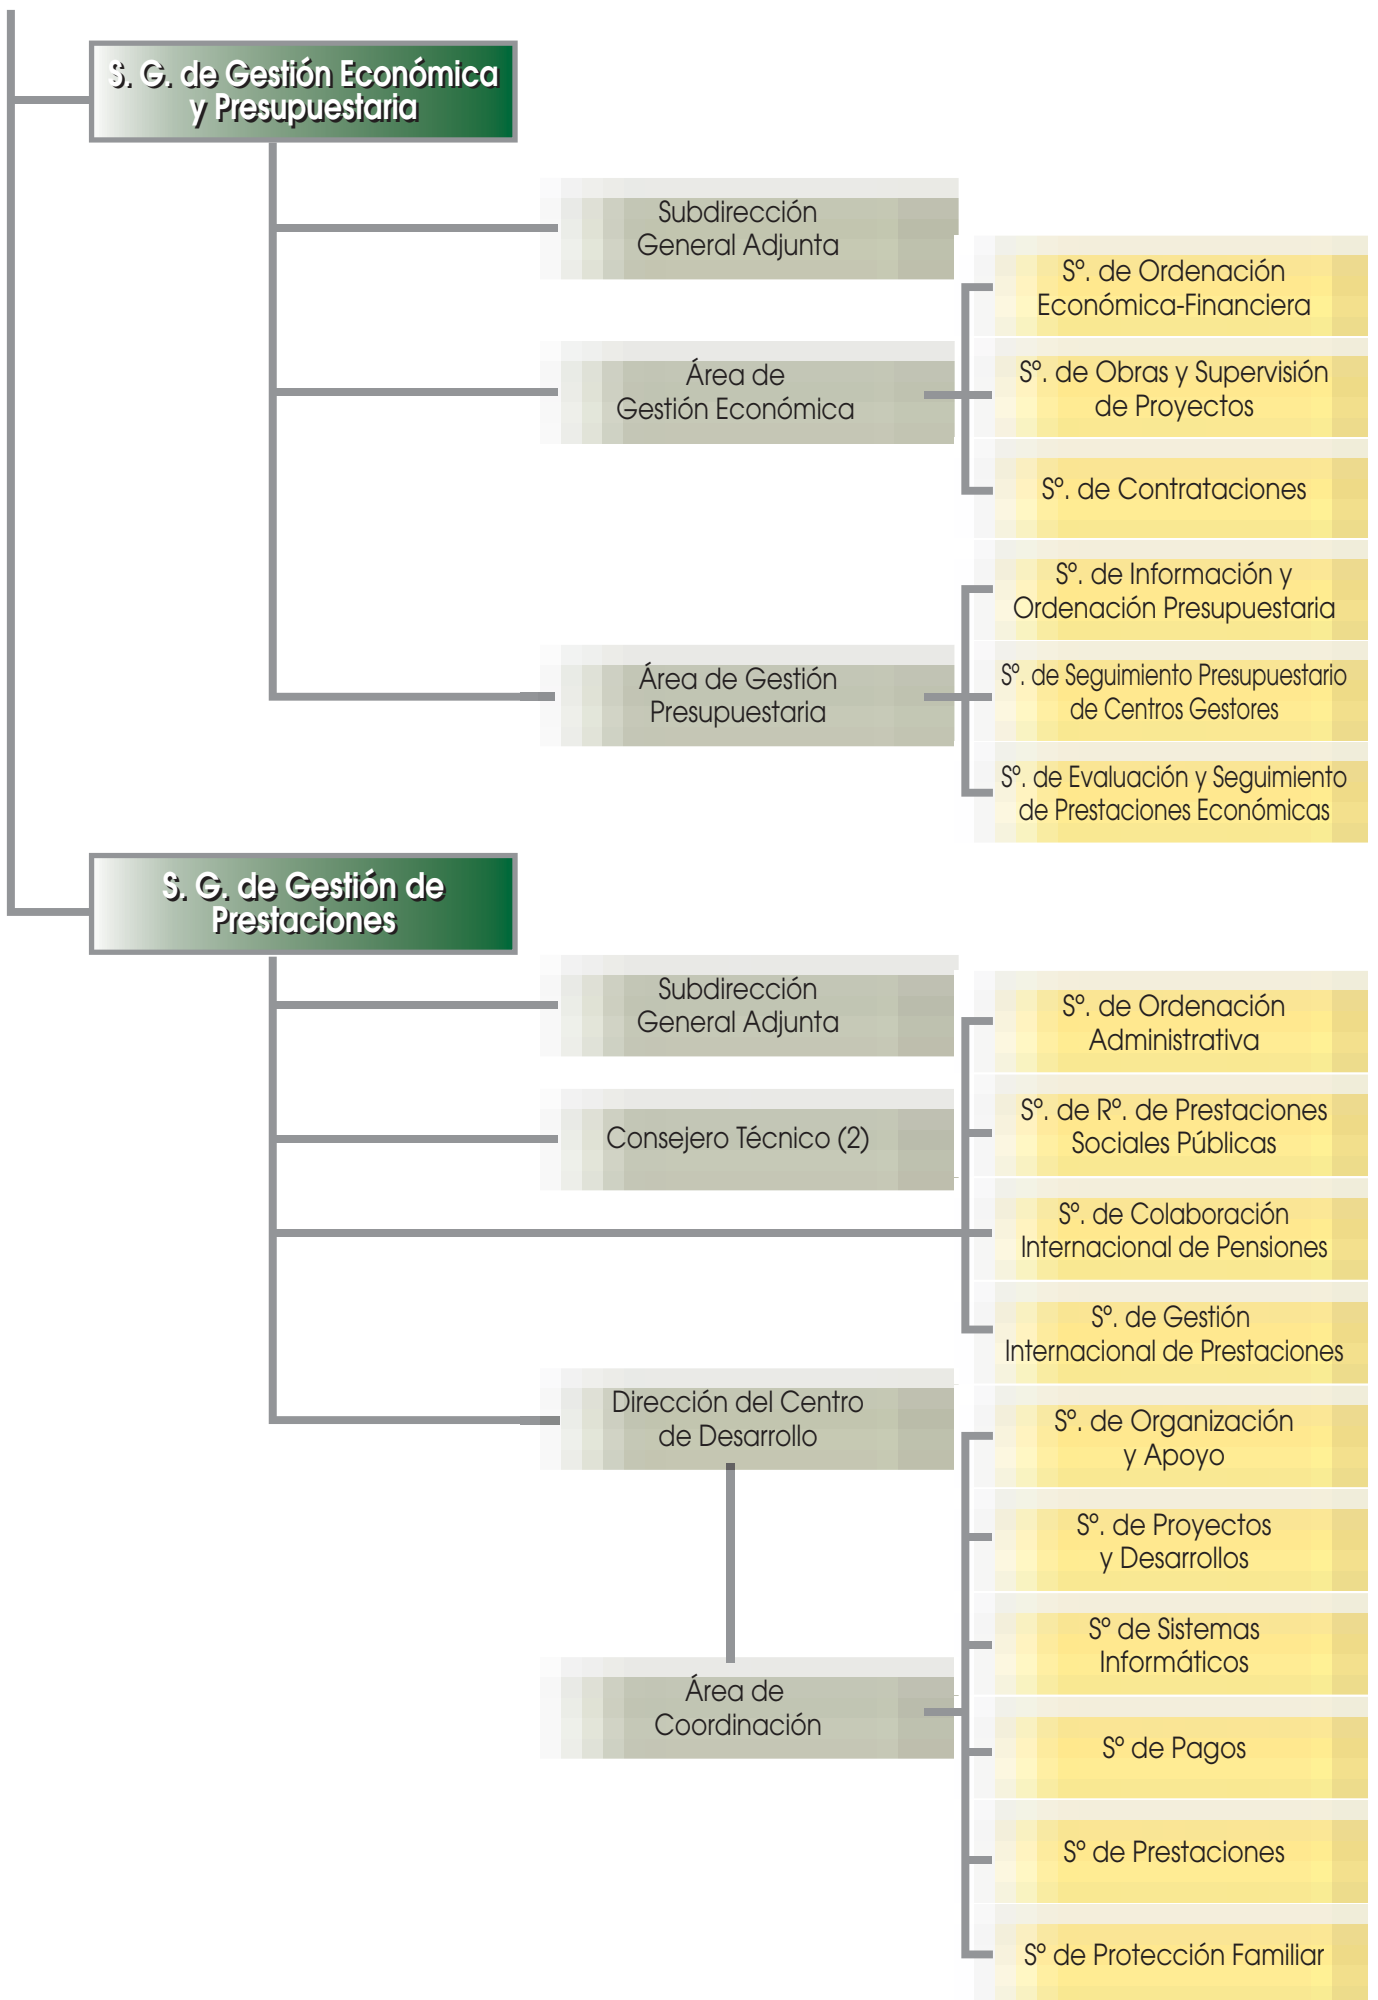 S. G. de Gestión Económica
y Presupuestaria
Subdirección
General Adjunta
Sº. de Ordenación
Económica-Financiera
Área de
Gestión Económica
Sº. de Obras y Supervisión
de Proyectos
Sº. de Contrataciones
Sº. de Información y
Ordenación Presupuestaria
Área de Gestión
Presupuestaria
Sº. de Seguimiento Presupuestario
de Centros Gestores
Sº. de Evaluación y Seguimiento
de Prestaciones Económicas
S. G. de Gestión de
Prestaciones
Subdirección
General Adjunta
Sº. de Ordenación
Administrativa
Consejero Técnico (2)
Sº. de Rº. de Prestaciones
Sociales Públicas
Sº. de Colaboración
Internacional de Pensiones
Sº. de Gestión
Internacional de Prestaciones
Dirección del Centro
de Desarrollo
Sº. de Organización
y Apoyo
Sº. de Proyectos
y Desarrollos
Sº de Sistemas
Informáticos
Área de
Coordinación
Sº de Pagos
Sº de Prestaciones
Sº de Protección Familiar